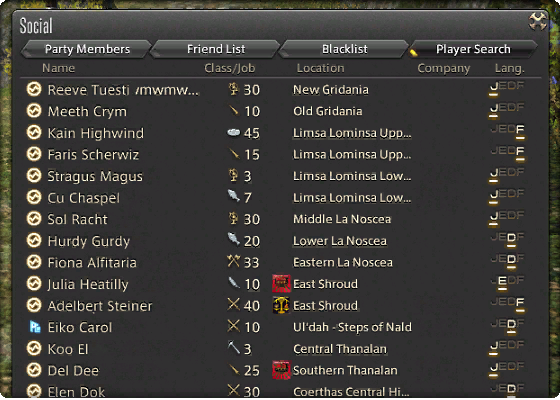 Social
Party Members Friend List Blacklist Player Search
Name Class/Job Location Company Lang.
Reeve Tuesti /mwmw... 30 New Gridania JEDF
Meeth Crym 10 Old Gridania JEDF
Kain Highwind 45 Limsa Lominsa Upp... JEDF
Faris Scherwiz 15 Limsa Lominsa Upp... JEDF
Stragus Magus 3 Limsa Lominsa Low... JEDF
Cu Chaspel 7 Limsa Lominsa Low... JEDF
Sol Racht 30 Middle La Noscea JEDF
Hurdy Gurdy 20 Lower La Noscea JEDF
Fiona Alfitaria 33 Eastern La Noscea JEDF
Julia Heatilly 10 East Shroud JEDF
Adelbert Steiner 40 East Shroud JEDF
Eiko Carol 10 Ul'dah - Steps of Nald JEDF
Koo El 3 Central Thanalan JEDF
Del Dee 25 Southern Thanalan JEDF
Elen Dok 30 Coerthas Central Hi... JEDF